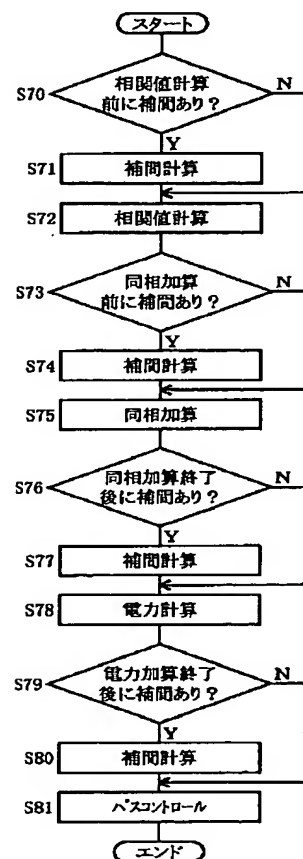 スタート
S70
相関値計算
前に補間あり?
N
Y
S71
補間計算
S72
相関値計算
S73
同相加算
前に補間あり?
N
Y
S74
補間計算
S75
同相加算
S76
同相加算終了
後に補間あり?
N
Y
S77
補間計算
S78
電力計算
S79
電力加算終了
後に補間あり?
N
Y
S80
補間計算
S81
パスコントロール
エンド